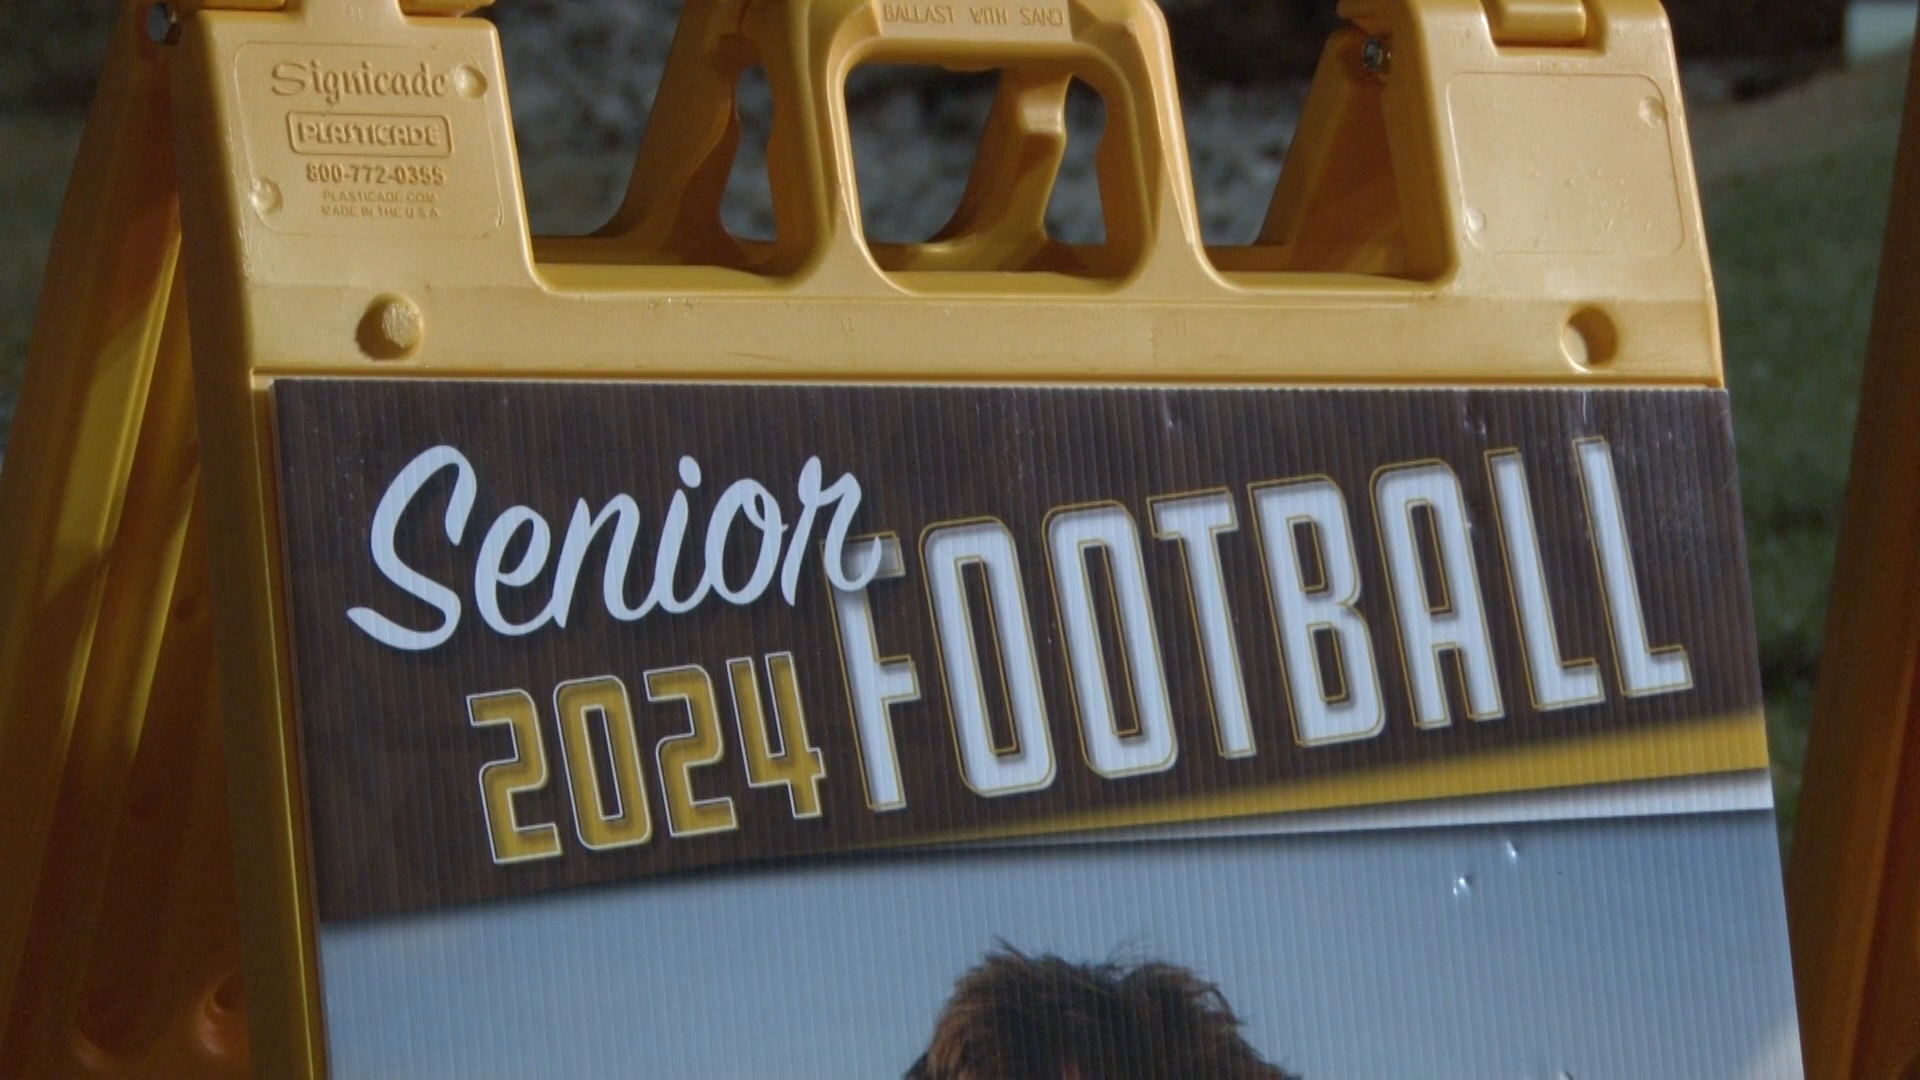 BALLAST WITH SAND
Signicade
PLASTICADE
800-772-0355
PLASTICADE.COM
MADE IN THE U S A
Senior
2024 FOOTBALL